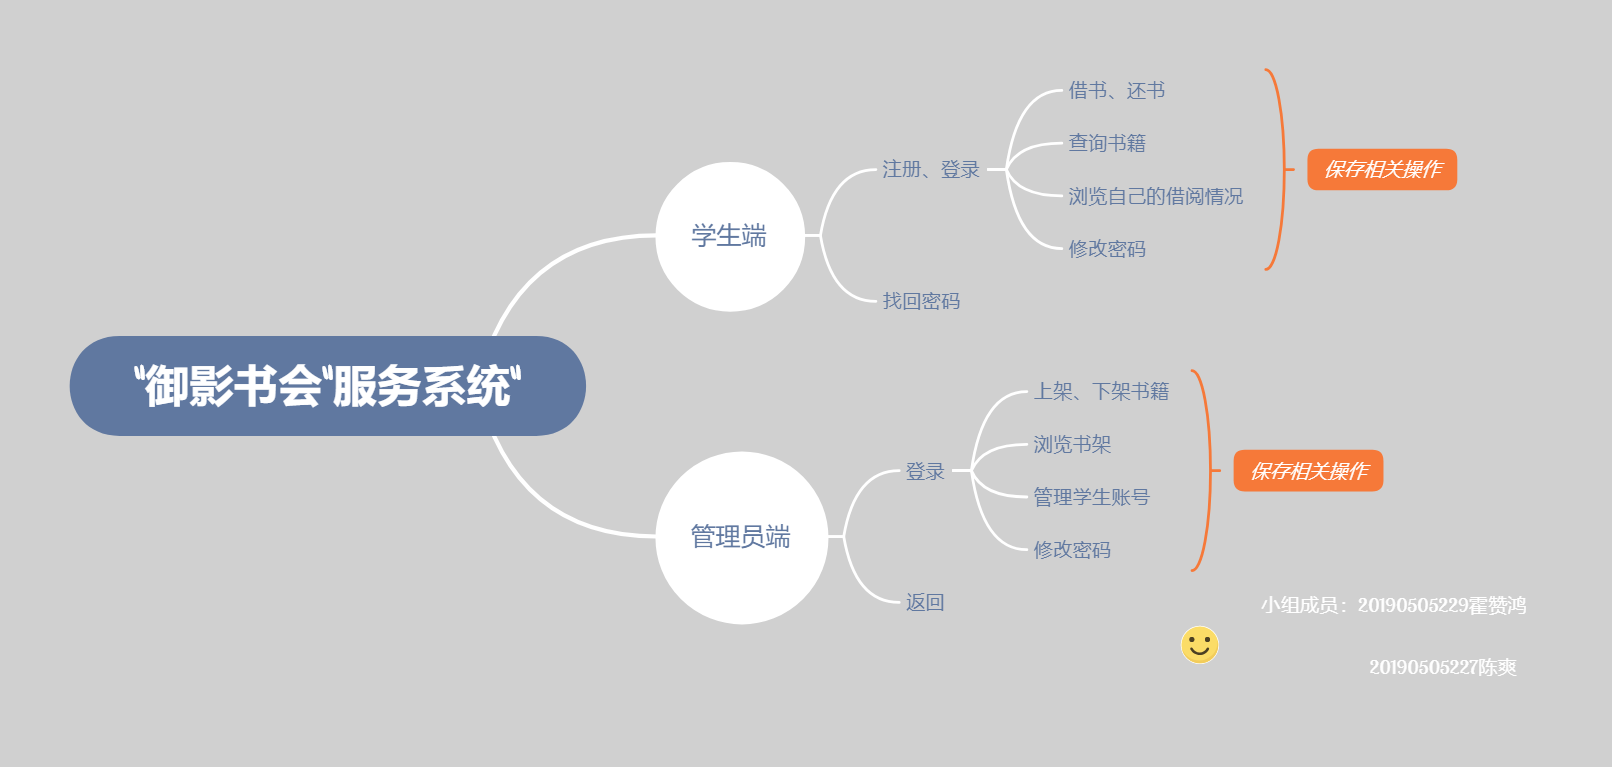 “御影书会“服务系统“
学生端
注册、登录
借书、还书
查询书籍
浏览自己的借阅情况
修改密码
保存相关操作
找回密码
管理员端
登录
上架、下架书籍
浏览书架
管理学生账号
修改密码
保存相关操作
返回
小组成员：20190505229霍赞鸿
20190505227陈爽